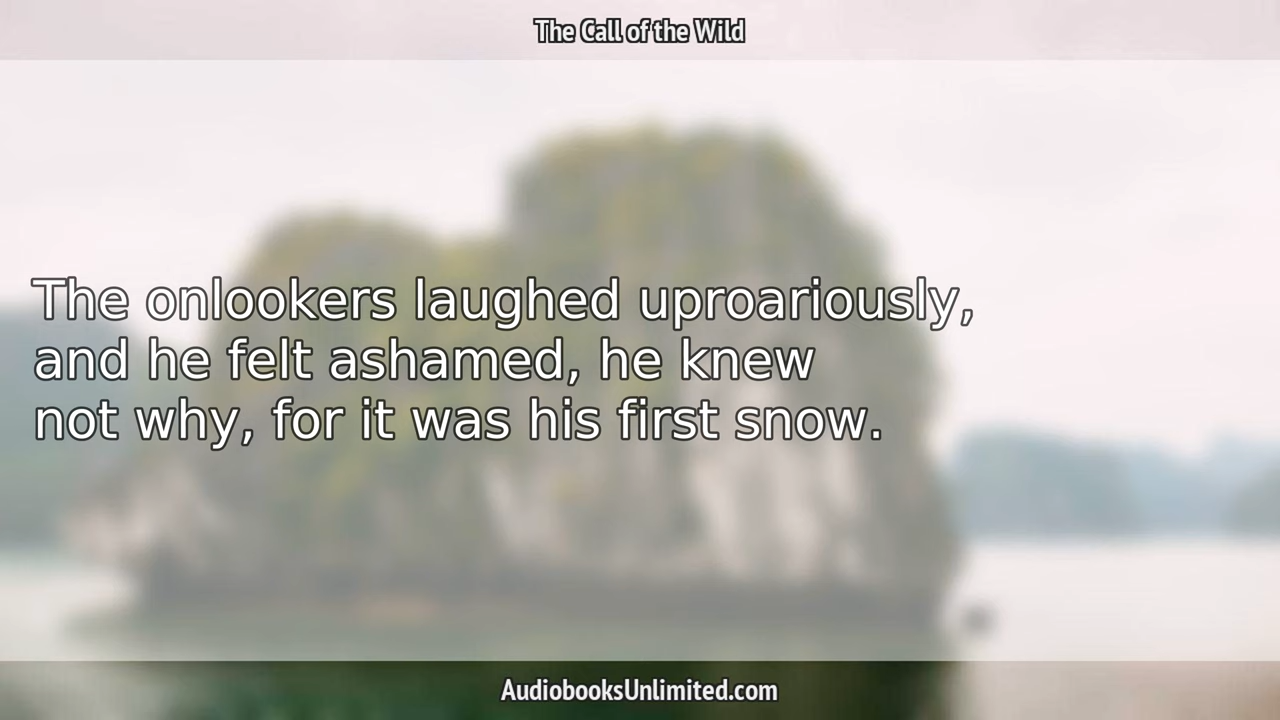 The Call of the Wild
The onlookers laughed uproariously,
and he felt ashamed, he knew
not why, for it was his first snow.
AudiobooksUnlimited.com